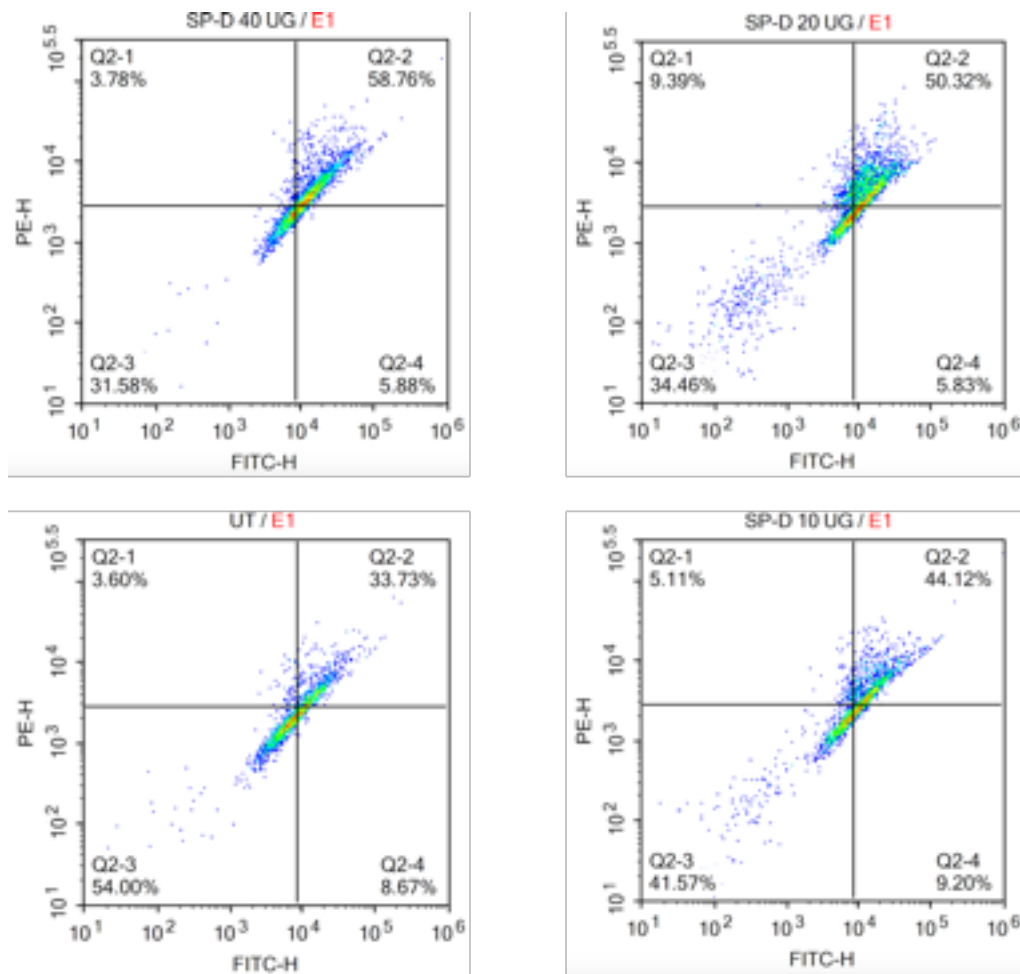 SP-D 40 UG / E1
Q2-1
3.78%
Q2-2
58.76%
Q2-3
31.58%
Q2-4
5.88%
PE-H
10^1 10^2 10^3 10^4 10^5.5
10^1 10^2 10^3 10^4 10^5 10^6
FITC-H
SP-D 20 UG / E1
Q2-1
9.39%
Q2-2
50.32%
Q2-3
34.46%
Q2-4
5.83%
PE-H
10^1 10^2 10^3 10^4 10^5.5
10^1 10^2 10^3 10^4 10^5 10^6
FITC-H
UT / E1
Q2-1
3.60%
Q2-2
33.73%
Q2-3
54.00%
Q2-4
8.67%
PE-H
10^1 10^2 10^3 10^4 10^5.5
10^1 10^2 10^3 10^4 10^5 10^6
FITC-H
SP-D 10 UG / E1
Q2-1
5.11%
Q2-2
44.12%
Q2-3
41.57%
Q2-4
9.20%
PE-H
10^1 10^2 10^3 10^4 10^5.5
10^1 10^2 10^3 10^4 10^5 10^6
FITC-H